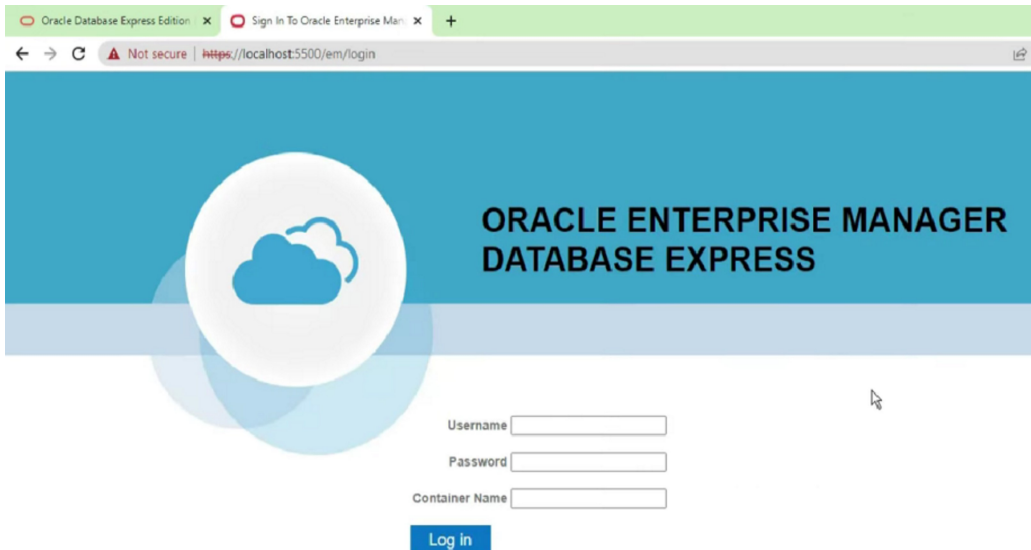 Oracle Database Express Edition
Sign In To Oracle Enterprise Man
Not secure | https://localhost:5500/em/login
ORACLE ENTERPRISE MANAGER
DATABASE EXPRESS
Username
Password
Container Name
Log in